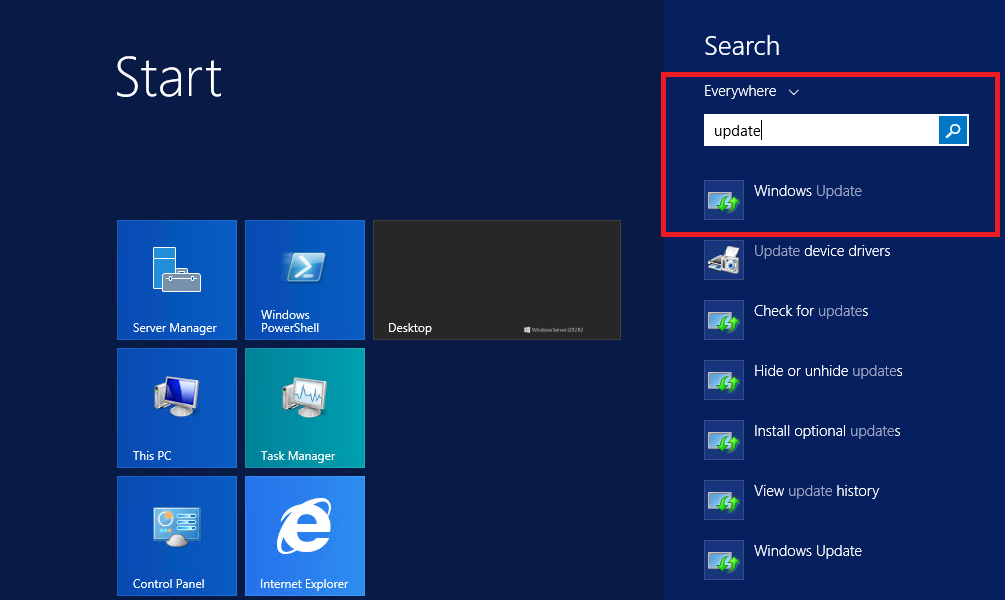 Start
Search
Everywhere
update
Windows Update
Update device drivers
Check for updates
Hide or unhide updates
Install optional updates
View update history
Windows Update
Server Manager
Windows
PowerShell
Desktop
Windows Server 2012 R2
This PC
Task Manager
Control Panel
Internet Explorer